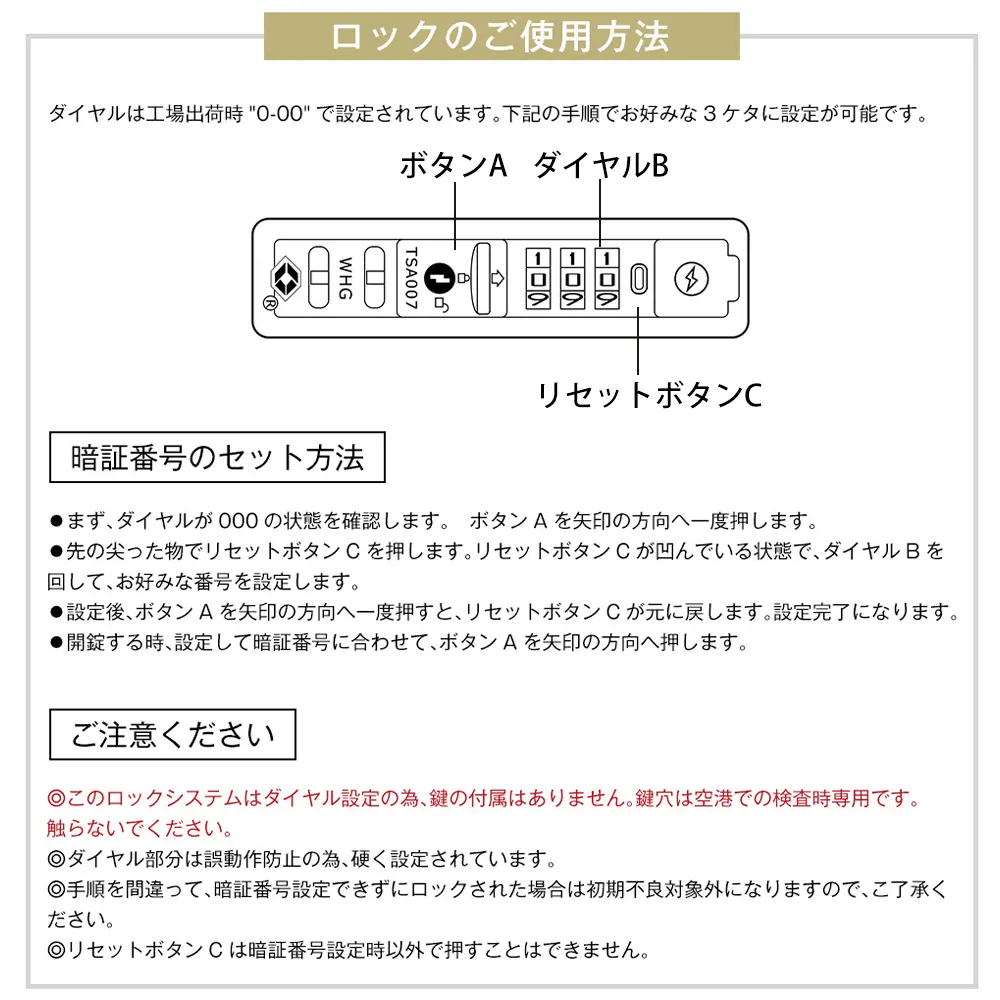 ロックのご使用方法
ダイヤルは工場出荷時 "0-00" で設定されています。下記の手順でお好みな 3 ケタに設定が可能です。
ボタンA ダイヤルB
WHG
TSA007
1 1 1
0 0 0
9 9 9
®
リセットボタンC
暗証番号のセット方法
●まず、ダイヤルが 000 の状態を確認します。 ボタン A を矢印の方向へ一度押します。
●先の尖った物でリセットボタン C を押します。リセットボタン C が凹んでいる状態で、ダイヤル B を
回して、お好みな番号を設定します。
●設定後、ボタン A を矢印の方向へ一度押すと、リセットボタン C が元に戻します。設定完了になります。
●開錠する時、設定して暗証番号に合わせて、ボタン A を矢印の方向へ押します。
ご注意ください
◎このロックシステムはダイヤル設定の為、鍵の付属はありません。鍵穴は空港での検査時専用です。
触らないでください。
◎ダイヤル部分は誤動作防止の為、硬く設定されています。
◎手順を間違って、暗証番号設定できずにロックされた場合は初期不良対象外になりますので、ご了承く
ださい。
◎リセットボタン C は暗証番号設定時以外で押すことはできません。